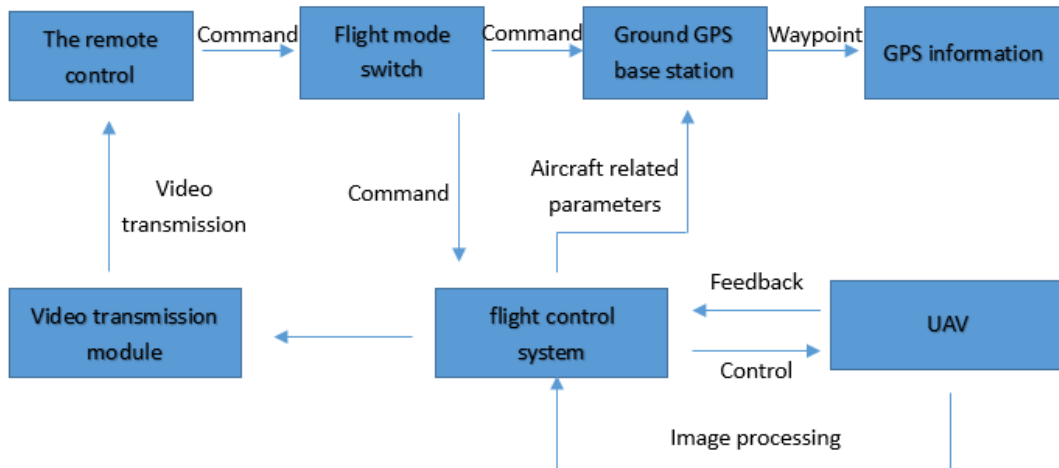 The remote
control
Command
Flight mode
switch
Command
Ground GPS
base station
Waypoint
GPS information
Video
transmission
Command
Aircraft related
parameters
Video transmission
module
flight control
system
Feedback
Control
UAV
Image processing